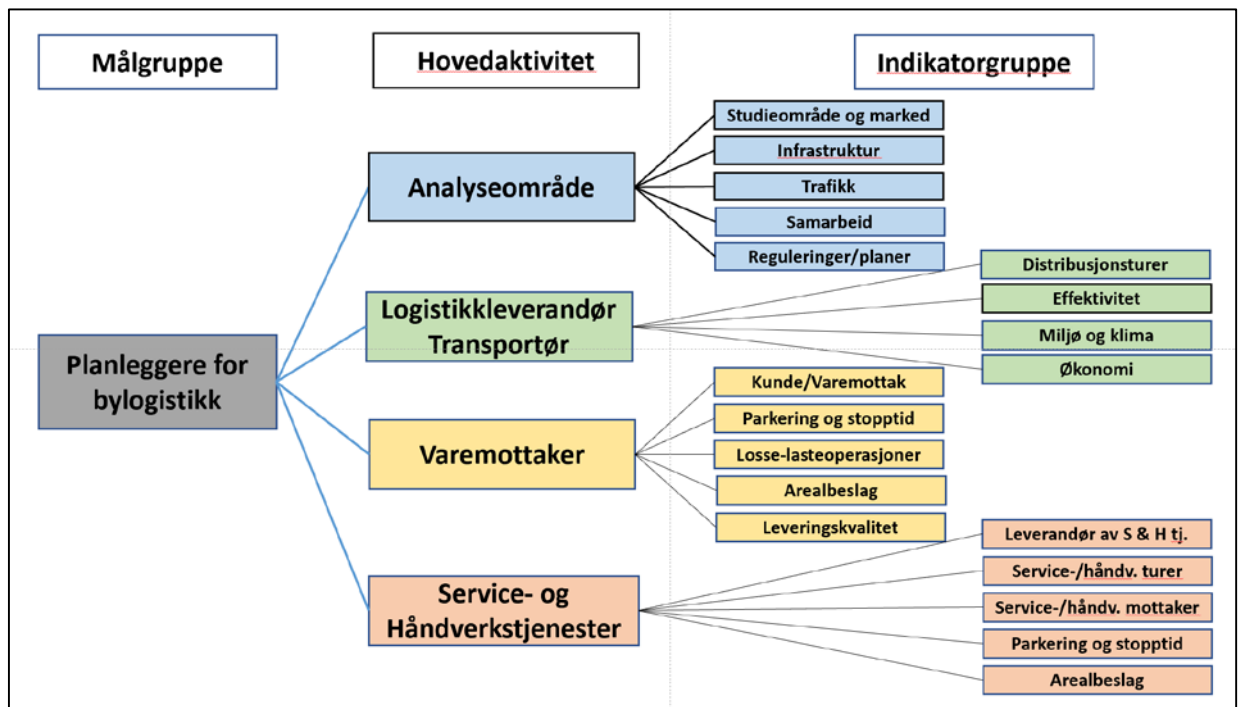 Målgruppe
Hovedaktivitet
Indikatorgruppe
Planleggere for
bylogistikk
Analyseområde
Studieområde og marked
Infrastruktur
Trafikk
Samarbeid
Reguleringer/planer
Logistikkleverandør
Transportør
Distribusjonsturer
Effektivitet
Miljø og klima
Økonomi
Varemottaker
Kunde/Varemottak
Parkering og stopptid
Losse-lasteoperasjoner
Arealbeslag
Leveringskvalitet
Service- og
Håndverkstjenester
Leverandør av S & H tj.
Service-/håndv. turer
Service-/håndv. mottaker
Parkering og stopptid
Arealbeslag